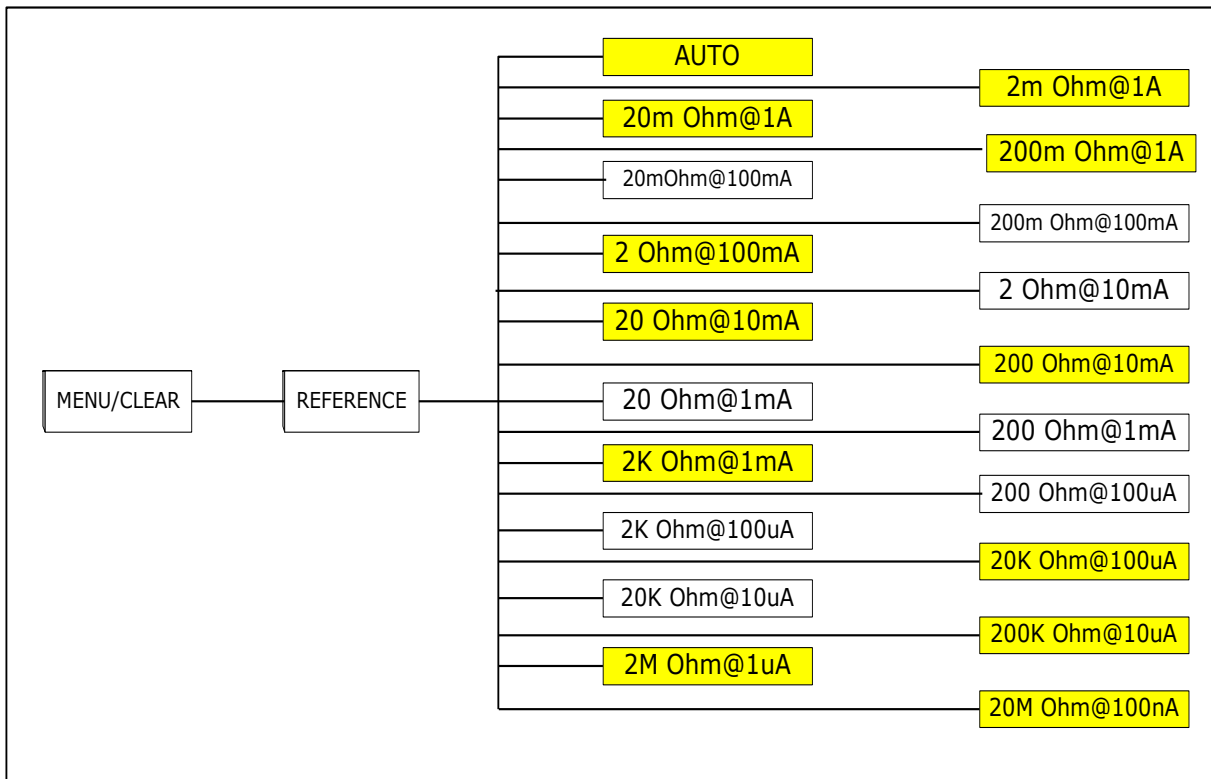 AUTO
2m Ohm@1A
20m Ohm@1A
200m Ohm@1A
20mOhm@100mA
200m Ohm@100mA
2 Ohm@100mA
2 Ohm@10mA
20 Ohm@10mA
200 Ohm@10mA
MENU/CLEAR
REFERENCE
20 Ohm@1mA
200 Ohm@1mA
2K Ohm@1mA
200 Ohm@100uA
2K Ohm@100uA
20K Ohm@100uA
20K Ohm@10uA
200K Ohm@10uA
2M Ohm@1uA
20M Ohm@100nA